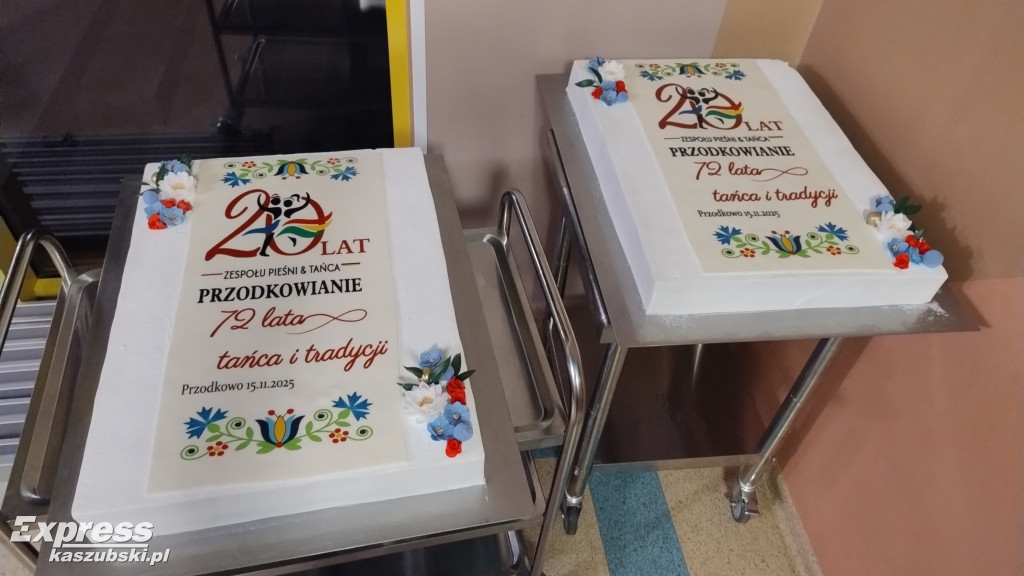 20 LAT
ZESPOŁU PIEŚNI & TAŃCA
PRZODKOWIANIE
72 lata
tańca i tradycji
Przodkowo 15.11.2025
20 LAT
ZESPOŁU PIEŚNI & TAŃCA
PRZODKOWIANIE
72 lata
tańca i tradycji
Przodkowo 15.11.2025
Express
kaszubski.pl